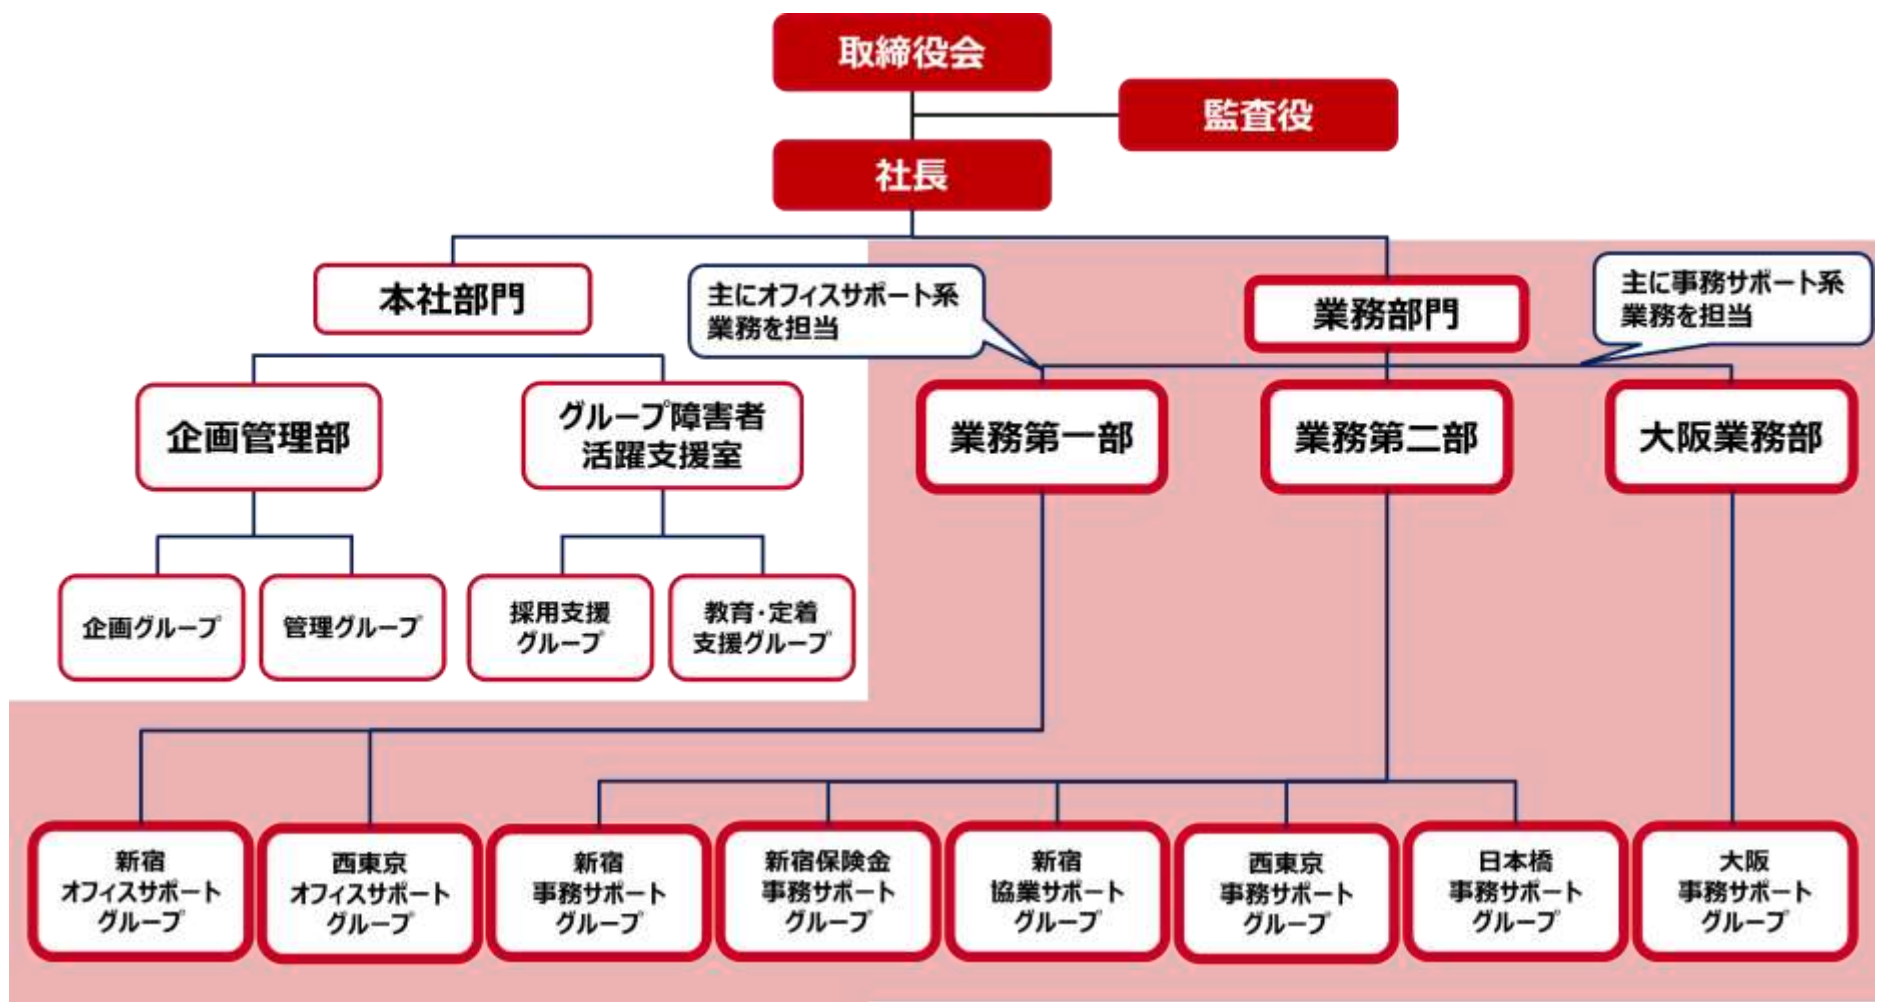 取締役会
監査役
社長
本社部門
主にオフィスサポート系
業務を担当
業務部門
主に事務サポート系
業務を担当
企画管理部
グループ障害者
活躍支援室
業務第一部
業務第二部
大阪業務部
企画グループ
管理グループ
採用支援
グループ
教育・定着
支援グループ
新宿
オフィスサポート
グループ
西東京
オフィスサポート
グループ
新宿
事務サポート
グループ
新宿保険金
事務サポート
グループ
新宿
協業サポート
グループ
西東京
事務サポート
グループ
日本橋
事務サポート
グループ
大阪
事務サポート
グループ